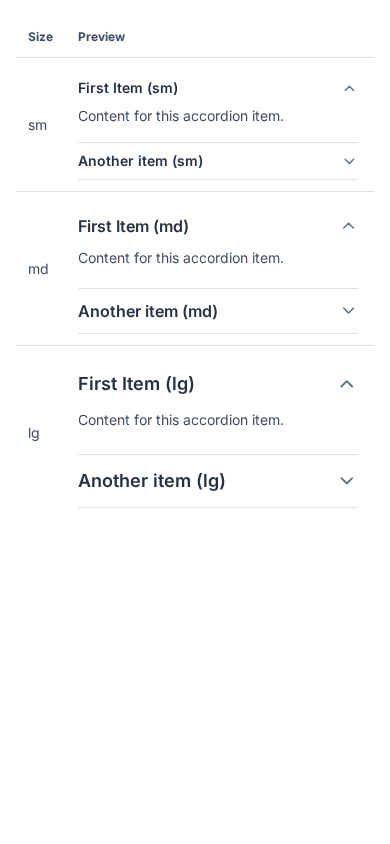 Size Preview
First Item (sm)
sm
Content for this accordion item.
Another item (sm)
First Item (md)
md
Content for this accordion item.
Another item (md)
First Item (lg)
lg
Content for this accordion item.
Another item (lg)